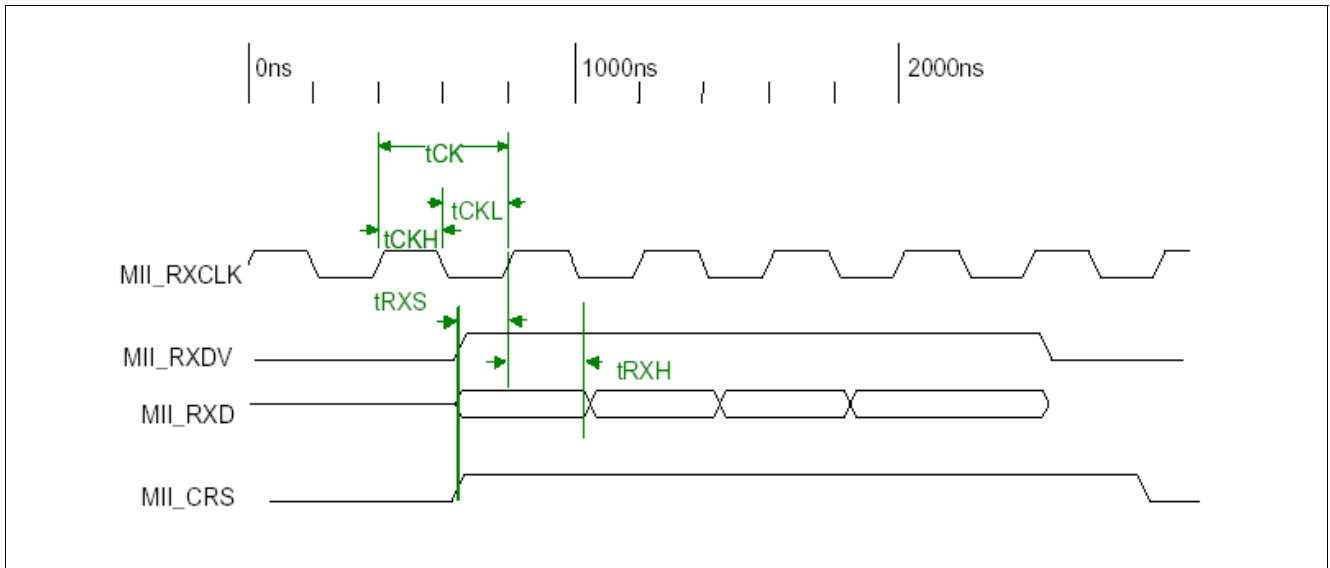 0ns 1000ns 2000ns
tCK
tCKL
tCKH
MII_RXCLK
tRXS
MII_RXDV
tRXH
MII_RXD
MII_CRS